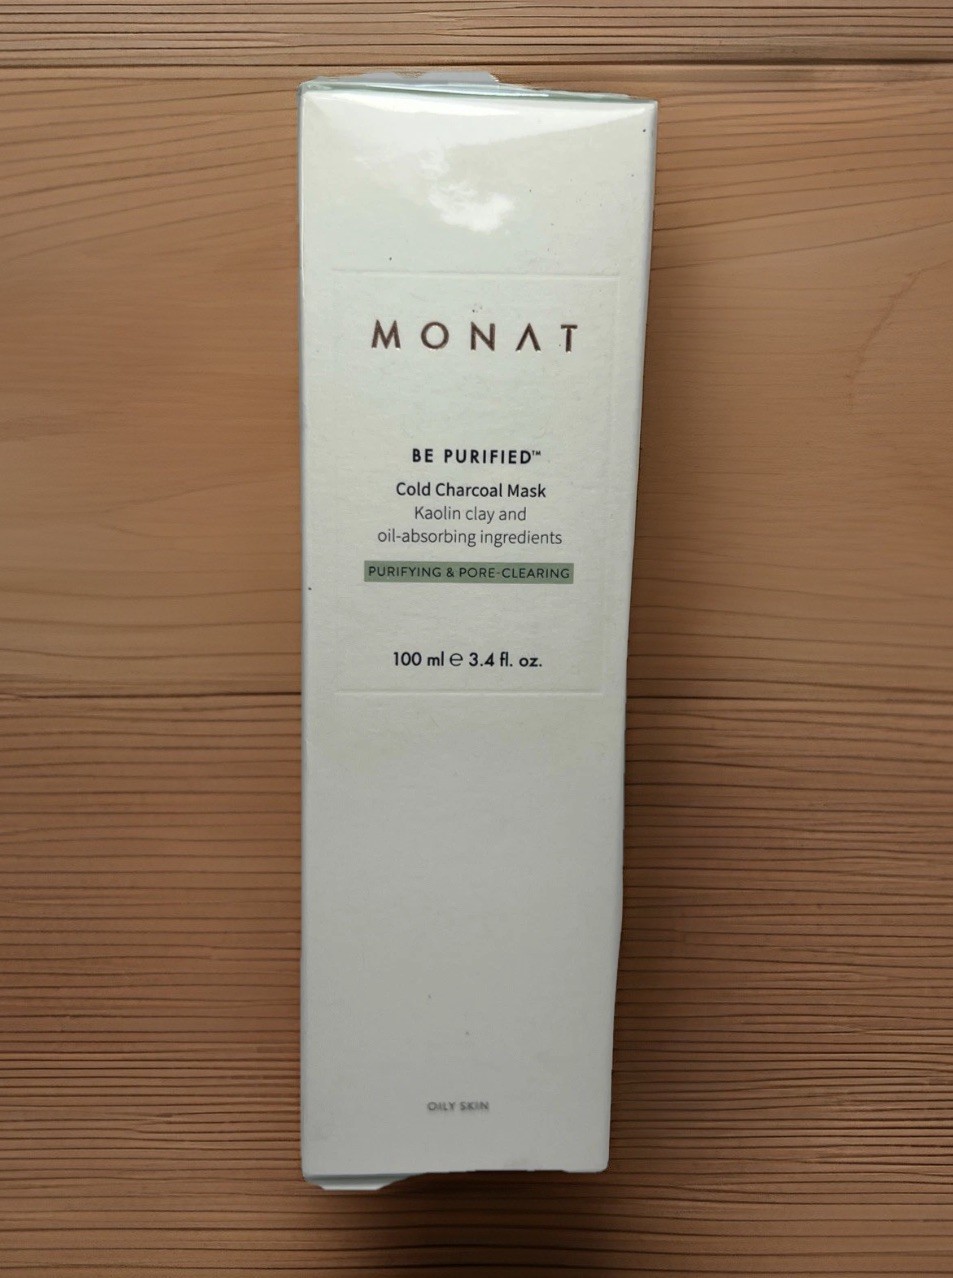 MONAT
BE PURIFIED™
Cold Charcoal Mask
Kaolin clay and
oil-absorbing ingredients
PURIFYING & PORE-CLEARING
100 ml ℮ 3.4 fl. oz.
OILY SKIN